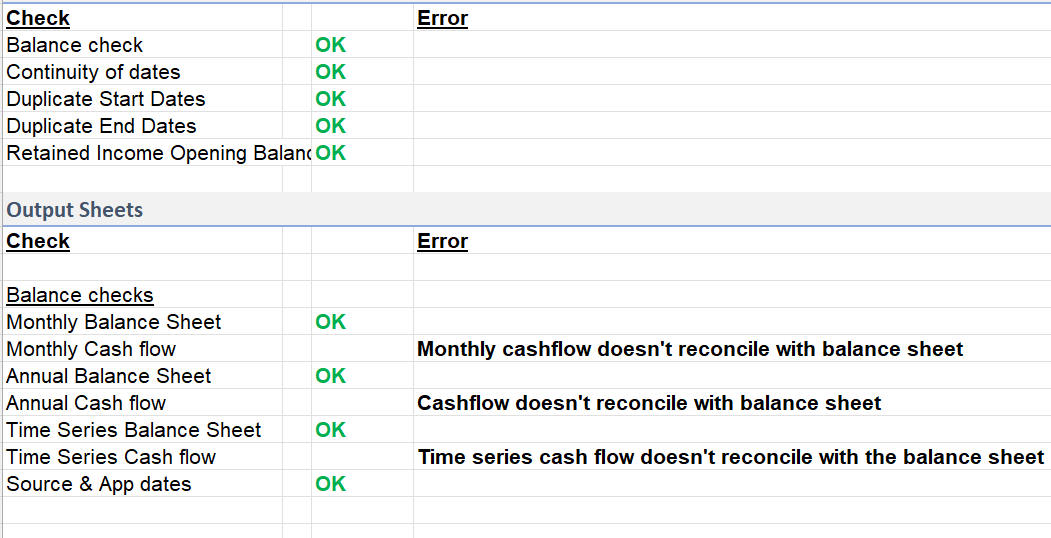 Check Error
Balance check OK
Continuity of dates OK
Duplicate Start Dates OK
Duplicate End Dates OK
Retained Income Opening Balanc OK
Output Sheets
Check Error
Balance checks
Monthly Balance Sheet OK
Monthly Cash flow Monthly cashflow doesn't reconcile with balance sheet
Annual Balance Sheet OK
Annual Cash flow Cashflow doesn't reconcile with balance sheet
Time Series Balance Sheet OK
Time Series Cash flow Time series cash flow doesn't reconcile with the balance sheet
Source & App dates OK